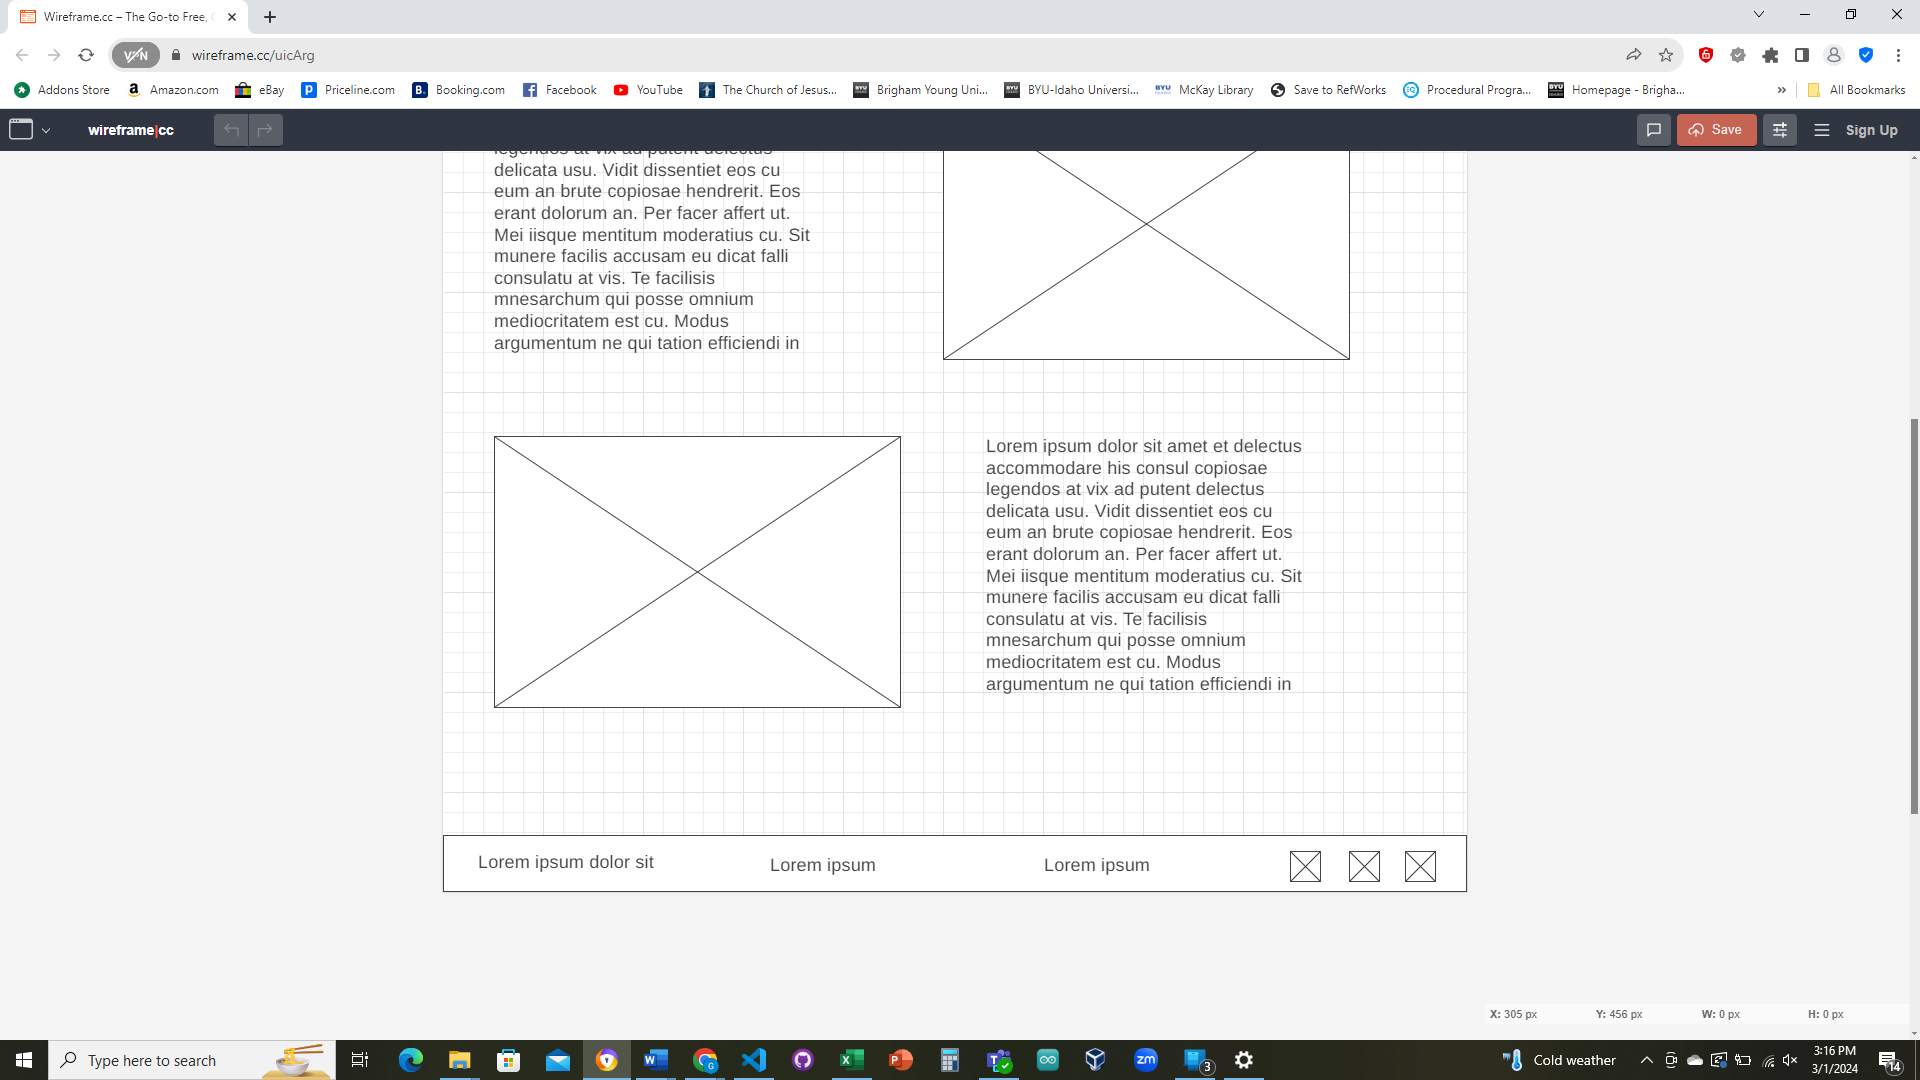 Wireframe.cc – The Go-to Free,
VPN
wireframe.cc/uicArg
Addons Store
Amazon.com
eBay
Priceline.com
Booking.com
Facebook
YouTube
The Church of Jesus...
Brigham Young Uni...
BYU-Idaho Universi...
McKay Library
Save to RefWorks
Procedural Progra...
Homepage - Brigha...
»
All Bookmarks
wireframe|cc
Save
Sign Up
legendos at vix ad putent delectus
delicata usu. Vidit dissentiet eos cu
eum an brute copiosae hendrerit. Eos
erant dolorum an. Per facer affert ut.
Mei iisque mentitum moderatius cu. Sit
munere facilis accusam eu dicat falli
consulatu at vis. Te facilisis
mnesarchum qui posse omnium
mediocritatem est cu. Modus
argumentum ne qui tation efficiendi in
Lorem ipsum dolor sit amet et delectus
accommodare his consul copiosae
legendos at vix ad putent delectus
delicata usu. Vidit dissentiet eos cu
eum an brute copiosae hendrerit. Eos
erant dolorum an. Per facer affert ut.
Mei iisque mentitum moderatius cu. Sit
munere facilis accusam eu dicat falli
consulatu at vis. Te facilisis
mnesarchum qui posse omnium
mediocritatem est cu. Modus
argumentum ne qui tation efficiendi in
Lorem ipsum dolor sit
Lorem ipsum
Lorem ipsum
X: 305 px
Y: 456 px
W: 0 px
H: 0 px
Type here to search
zm
3
Cold weather
3:16 PM
3/1/2024
14